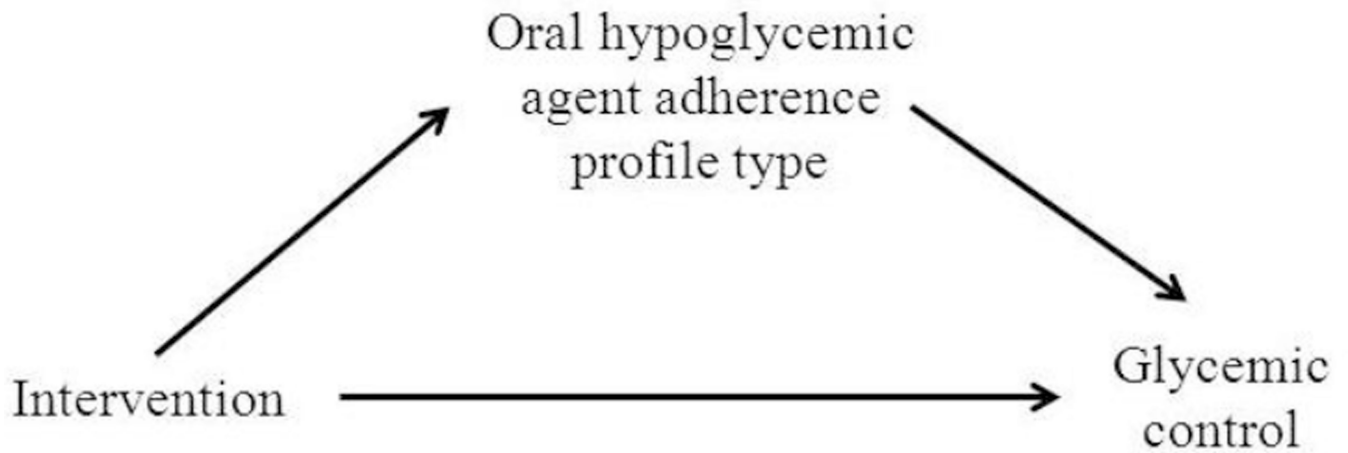 Oral hypoglycemic
agent adherence
profile type
Intervention
Glycemic
control